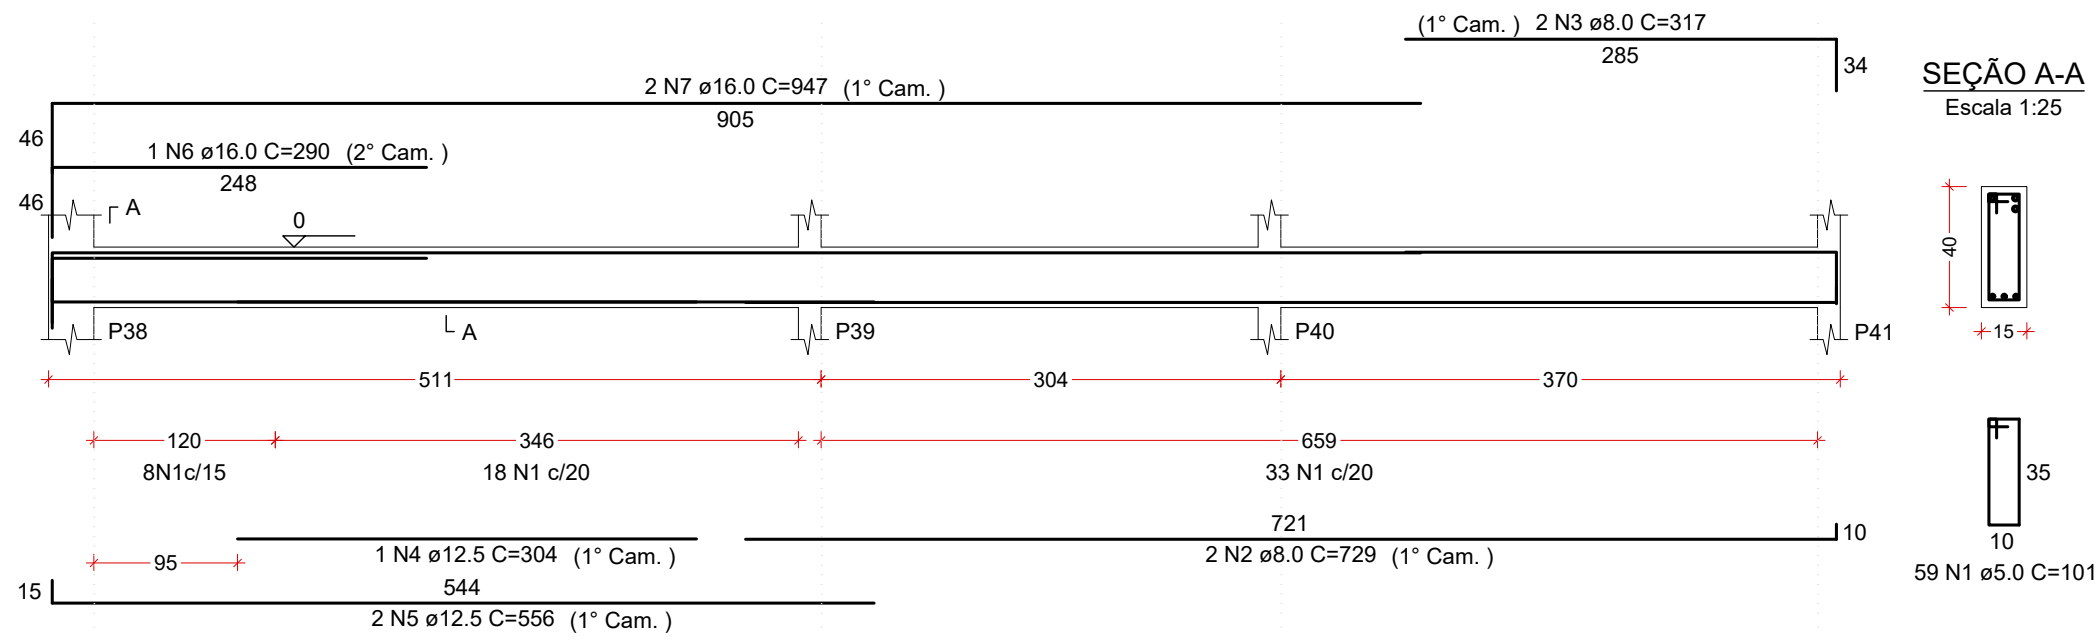 (1° Cam. ) 2 N3 ø8.0 C=317
285
34
SEÇÃO A-A
Escala 1:25
2 N7 ø16.0 C=947 (1° Cam. )
905
46
1 N6 ø16.0 C=290 (2° Cam. )
248
46
A
0
40
15
A
P38
P39
P40
P41
511
304
370
120
346
659
8N1c/15
18 N1 c/20
33 N1 c/20
35
10
59 N1 ø5.0 C=101
721
10
1 N4 ø12.5 C=304 (1° Cam. )
2 N2 ø8.0 C=729 (1° Cam. )
95
15
544
2 N5 ø12.5 C=556 (1° Cam. )